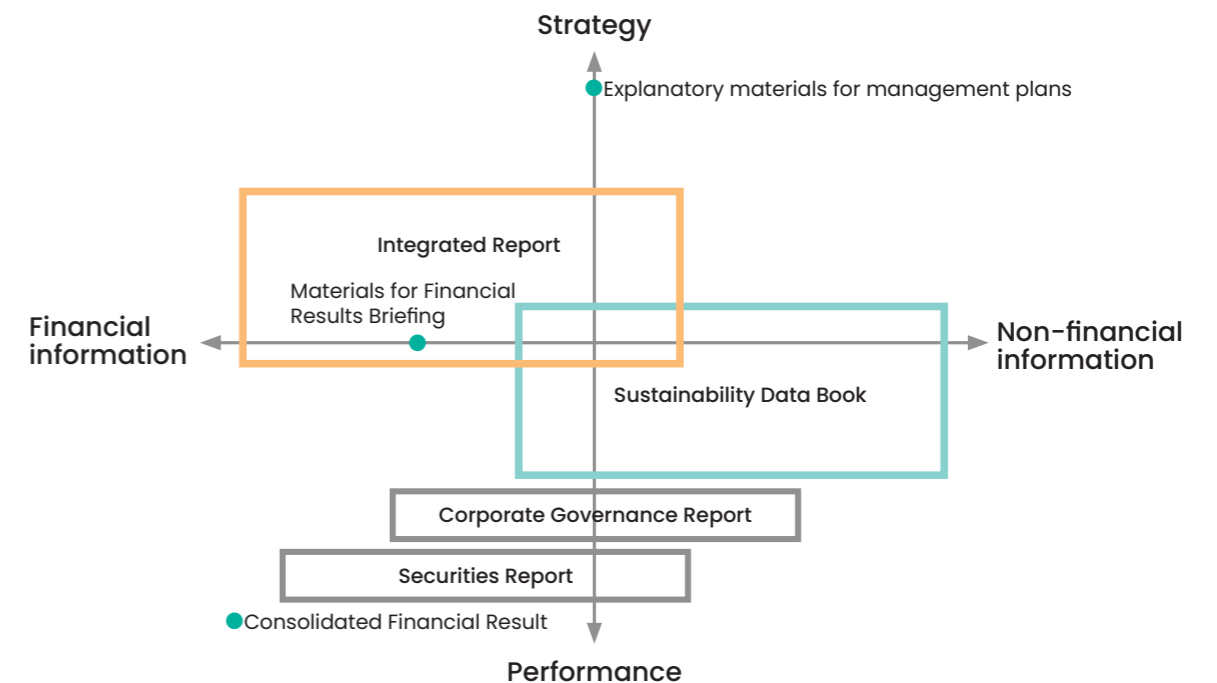 Strategy
Explanatory materials for management plans
Integrated Report
Materials for Financial
Results Briefing
Financial
information
Non-financial
information
Sustainability Data Book
Corporate Governance Report
Securities Report
Consolidated Financial Result
Performance